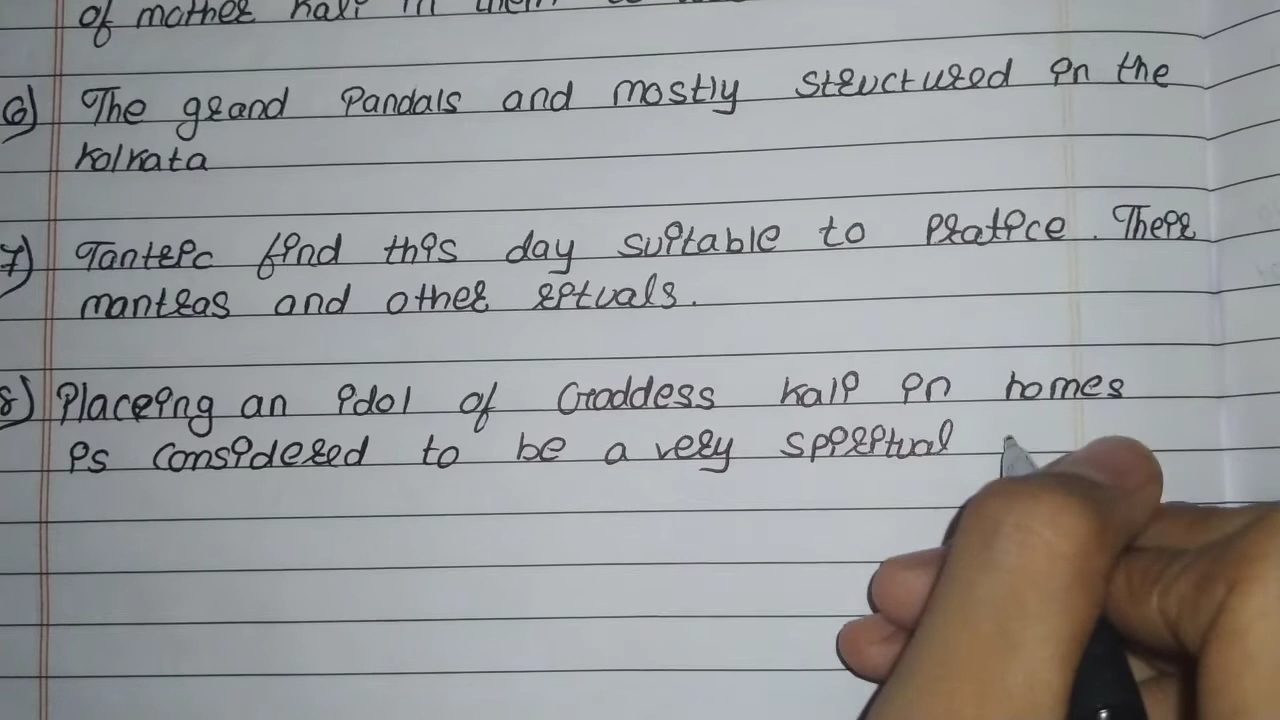 of mother Kali in them
6) The grand Pandals and mostly structured in the
Kolkata
7) Tantric find this day suitable to pratice. Their
mantras and other rituals.
8) Placeing an idol of Goddess Kali in homes
is considered to be a very spiritual